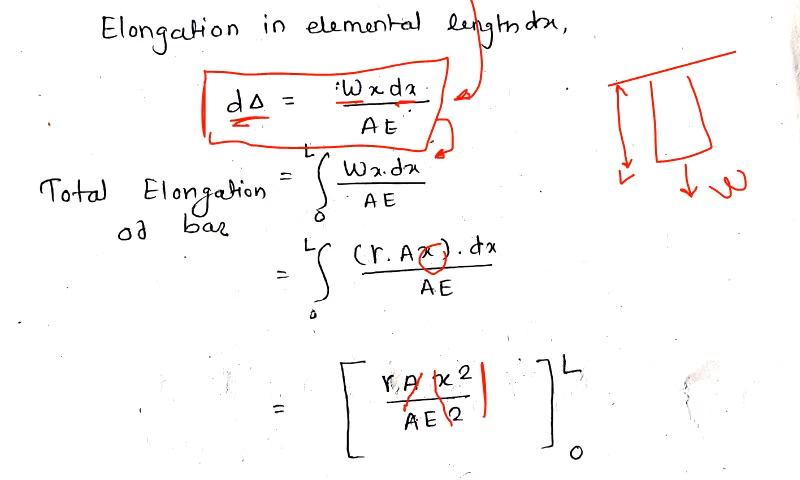 Elongation in elemental length dx,
dΔ = Wx dx / AE
Total Elongation of bar = ∫₀ᴸ Wx.dx / AE
= ∫₀ᴸ (r.Ax).dx / AE
= [ r.A x2 / AE 2 ]₀ᴸ
L
W